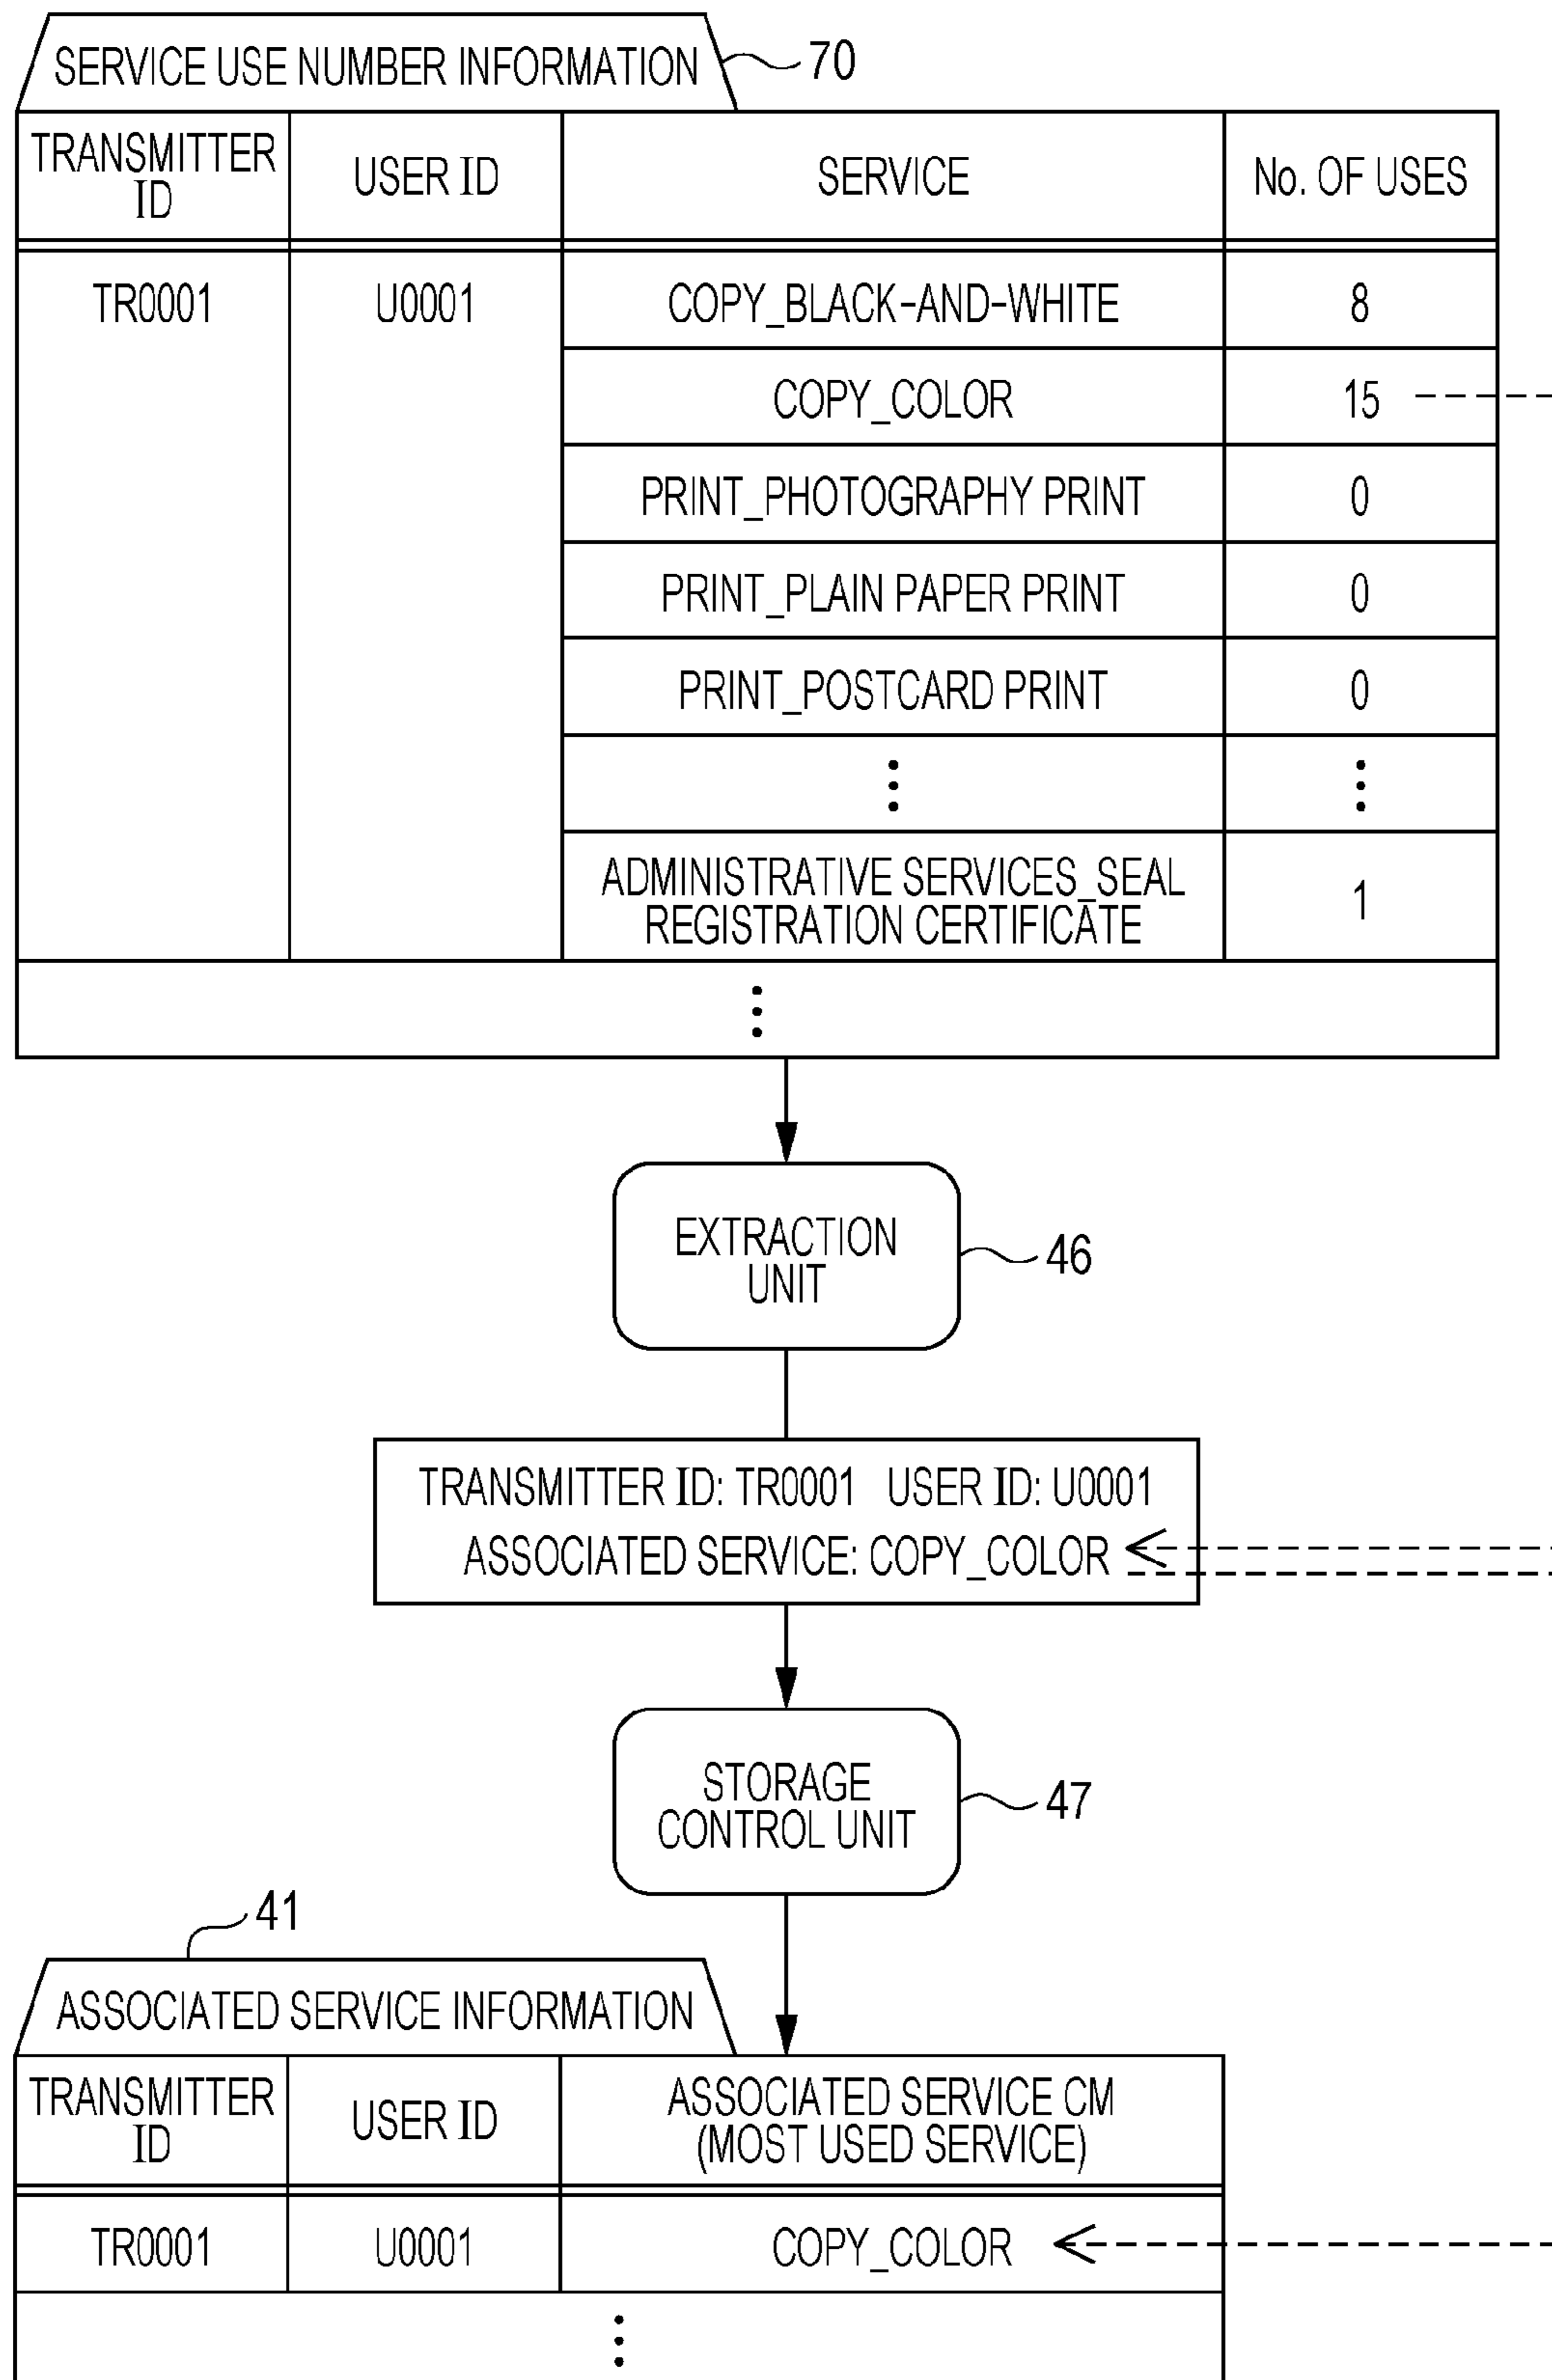 SERVICE USE NUMBER INFORMATION
70
TRANSMITTER
ID
USER ID
SERVICE
No. OF USES
TR0001
U0001
COPY_BLACK-AND-WHITE
8
COPY_COLOR
15
PRINT_PHOTOGRAPHY PRINT
0
PRINT_PLAIN PAPER PRINT
0
PRINT_POSTCARD PRINT
0
ADMINISTRATIVE SERVICES_SEAL
REGISTRATION CERTIFICATE
1
EXTRACTION
UNIT
46
TRANSMITTER ID: TR0001 USER ID: U0001
ASSOCIATED SERVICE: COPY_COLOR
STORAGE
CONTROL UNIT
47
41
ASSOCIATED SERVICE INFORMATION
TRANSMITTER
ID
USER ID
ASSOCIATED SERVICE CM
(MOST USED SERVICE)
TR0001
U0001
COPY_COLOR